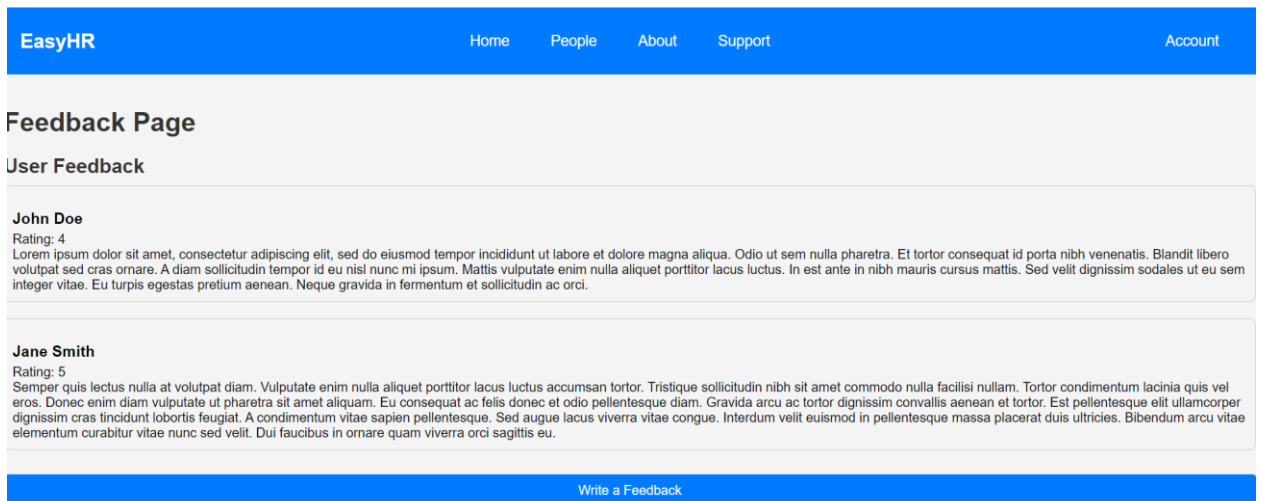 EasyHR Home People About Support Account
Feedback Page
User Feedback
John Doe
Rating: 4
Lorem ipsum dolor sit amet, consectetur adipiscing elit, sed do eiusmod tempor incididunt ut labore et dolore magna aliqua. Odio ut sem nulla pharetra. Et tortor consequat id porta nibh venenatis. Blandit libero
volutpat sed cras ornare. A diam sollicitudin tempor id eu nisl nunc mi ipsum. Mattis vulputate enim nulla aliquet porttitor lacus luctus. In est ante in nibh mauris cursus mattis. Sed velit dignissim sodales ut eu sem
integer vitae. Eu turpis egestas pretium aenean. Neque gravida in fermentum et sollicitudin ac orci.
Jane Smith
Rating: 5
Semper quis lectus nulla at volutpat diam. Vulputate enim nulla aliquet porttitor lacus luctus accumsan tortor. Tristique sollicitudin nibh sit amet commodo nulla facilisi nullam. Tortor condimentum lacinia quis vel
eros. Donec enim diam vulputate ut pharetra sit amet aliquam. Eu consequat ac felis donec et odio pellentesque diam. Gravida arcu ac tortor dignissim convallis aenean et tortor. Est pellentesque elit ullamcorper
dignissim cras tincidunt lobortis feugiat. A condimentum vitae sapien pellentesque. Sed augue lacus viverra vitae congue. Interdum velit euismod in pellentesque massa placerat duis ultricies. Bibendum arcu vitae
elementum curabitur vitae nunc sed velit. Dui faucibus in ornare quam viverra orci sagittis eu.
Write a Feedback